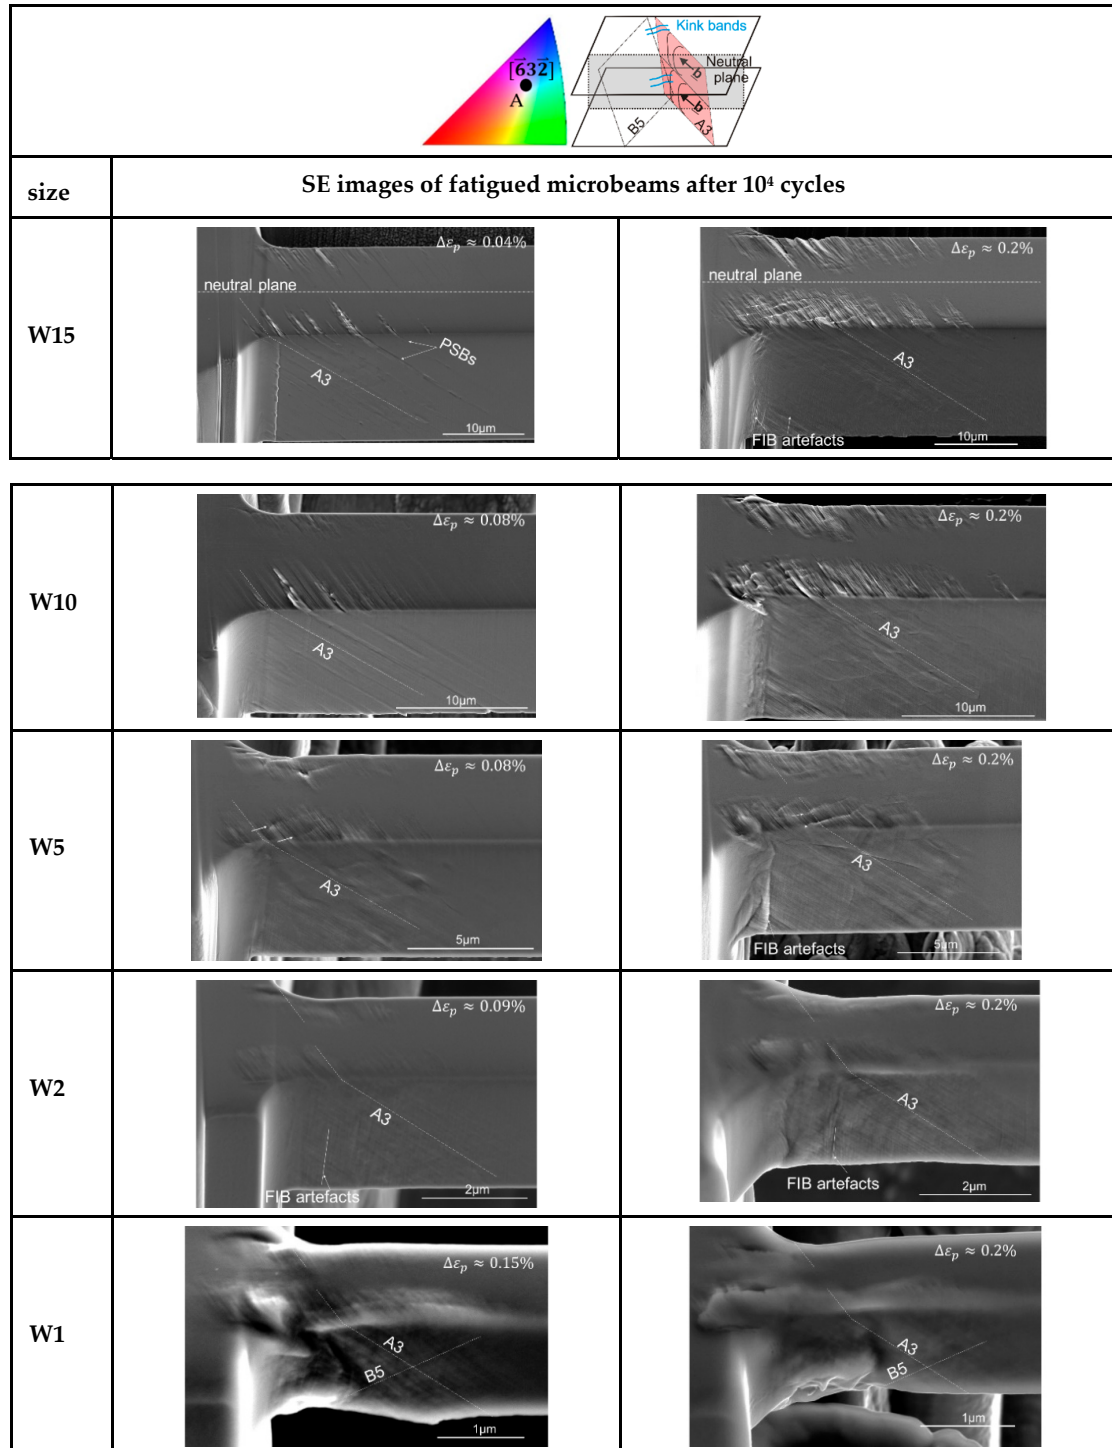 Kink bands
[6⃗32⃗]
A
b
Neutral
plane
b
B5
A3
size
SE images of fatigued microbeams after 10⁴ cycles
W15
Δεₚ ≈ 0.04%
neutral plane
PSBs
A3
10µm
Δεₚ ≈ 0.2%
neutral plane
A3
FIB artefacts
10µm
W10
Δεₚ ≈ 0.08%
A3
10µm
Δεₚ ≈ 0.2%
A3
10µm
W5
Δεₚ ≈ 0.08%
A3
5µm
Δεₚ ≈ 0.2%
A3
FIB artefacts
5µm
W2
Δεₚ ≈ 0.09%
A3
FIB artefacts
2µm
Δεₚ ≈ 0.2%
A3
FIB artefacts
2µm
W1
Δεₚ ≈ 0.15%
A3
B5
1µm
Δεₚ ≈ 0.2%
A3
B5
1µm